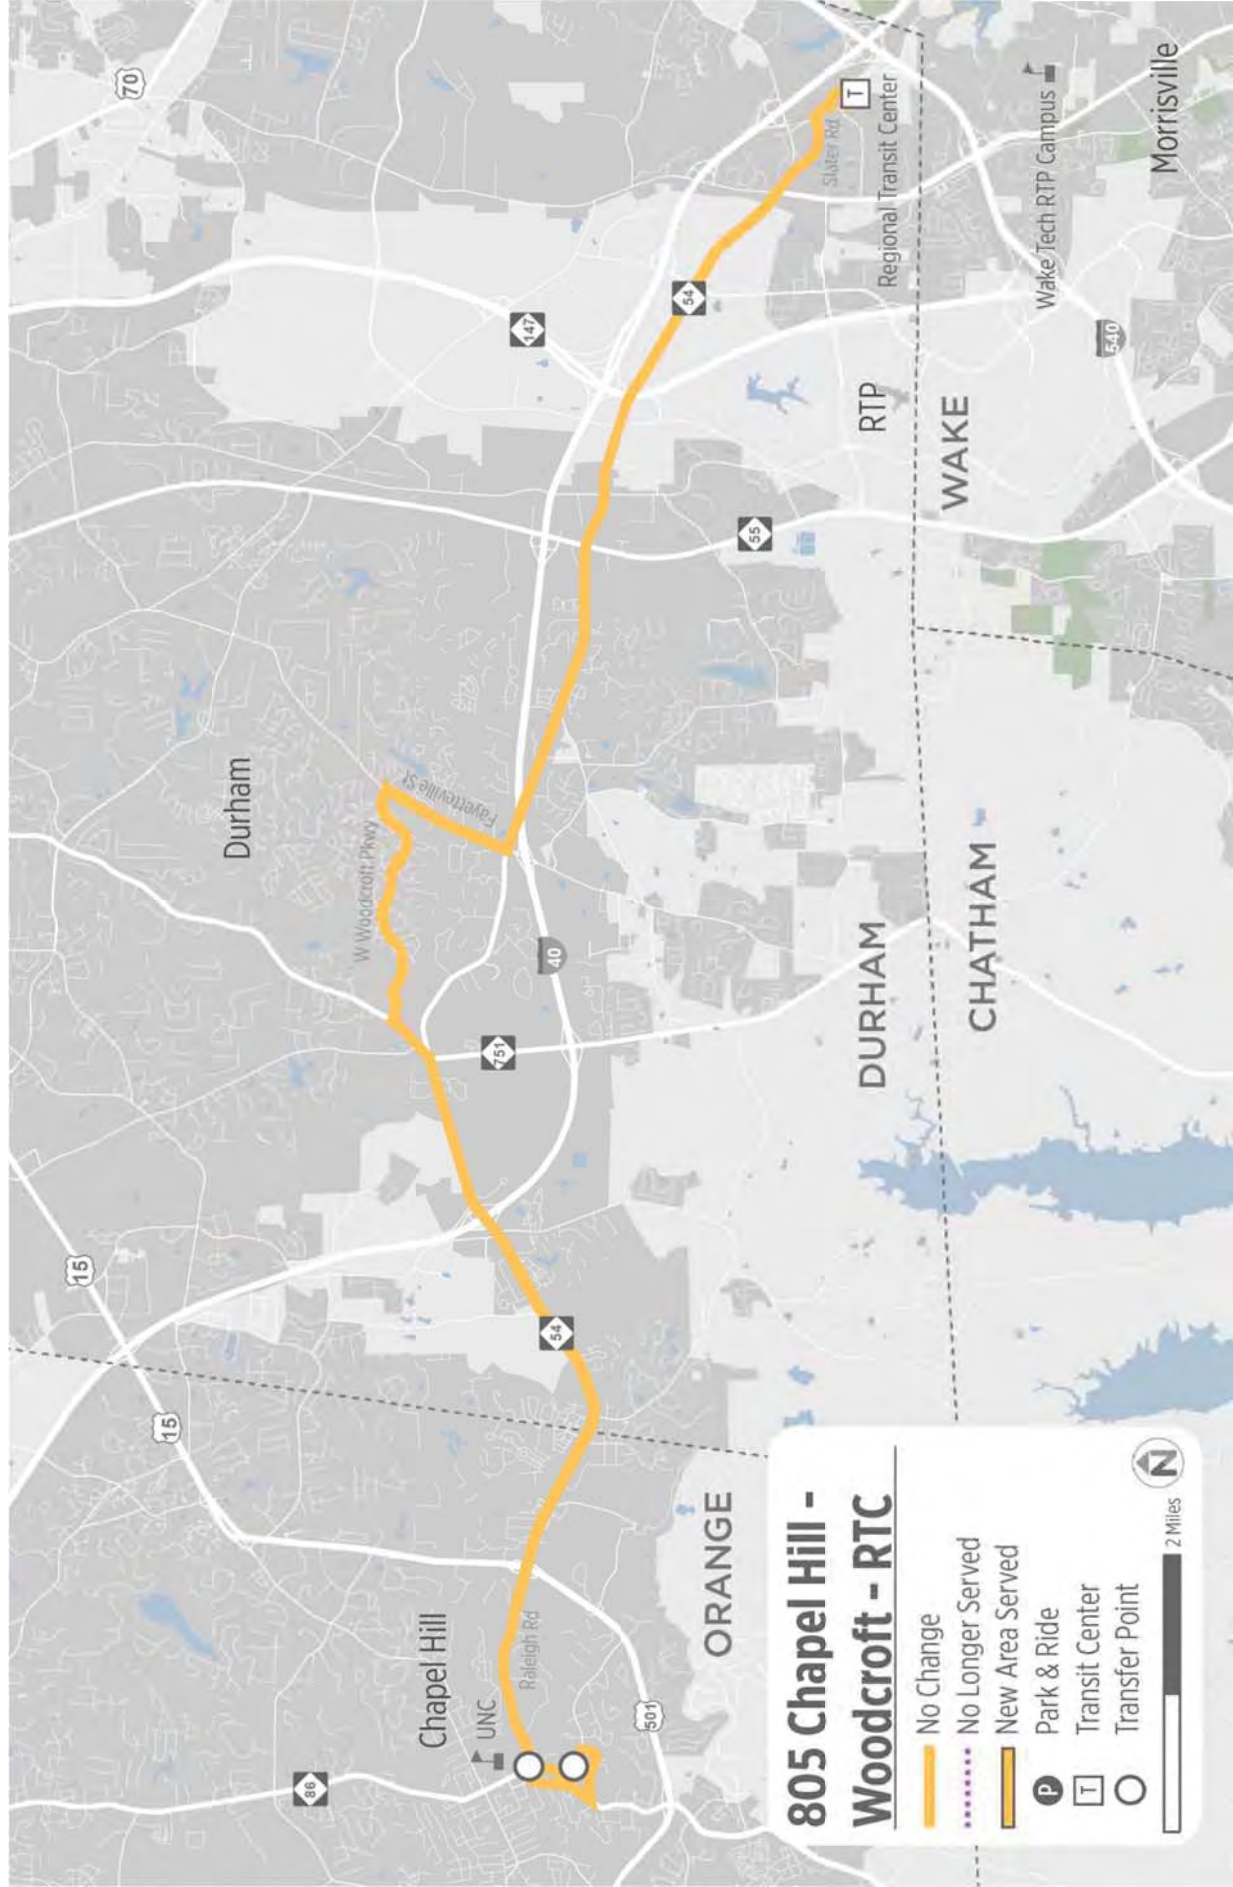 70
Durham
147
W Woodcroft Pkwy
Fayetteville St
54
Slater Rd
T
Regional Transit Center
Wake Tech RTP Campus
Morrisville
RTP
WAKE
540
55
40
751
DURHAM
CHATHAM
15
15
54
Chapel Hill
UNC
Raleigh Rd
86
501
ORANGE
805 Chapel Hill -
Woodcroft - RTC
No Change
No Longer Served
New Area Served
P Park & Ride
T Transit Center
Transfer Point
2 Miles
N